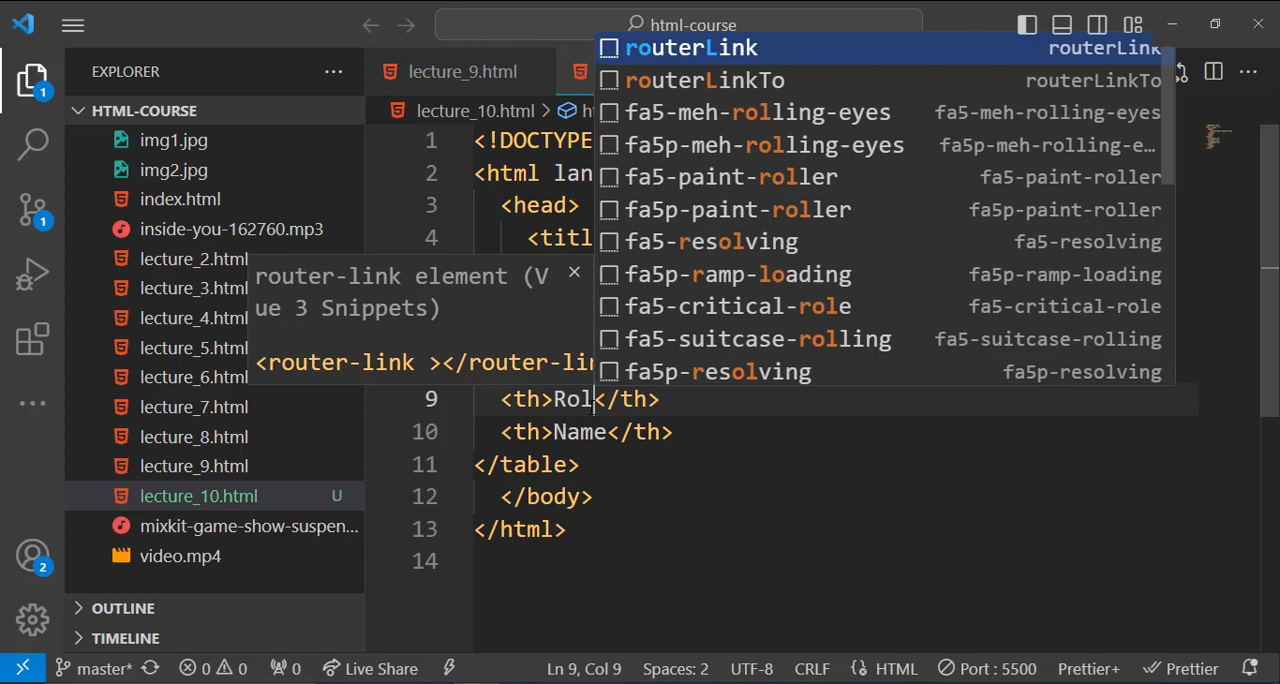 html-course
EXPLORER
HTML-COURSE
img1.jpg
img2.jpg
index.html
inside-you-162760.mp3
lecture_2.html
lecture_3.html
lecture_4.html
lecture_5.html
lecture_6.html
lecture_7.html
lecture_8.html
lecture_9.html
lecture_10.html U
mixkit-game-show-suspen...
video.mp4
OUTLINE
TIMELINE
1
1
2
lecture_9.html
lecture_10.html >
1 <!DOCTYPE
2 <html lan
3 <head>
4 <titl
routerLink routerLink
routerLinkTo routerLinkTo
fa5-meh-rolling-eyes fa5-meh-rolling-eyes
fa5p-meh-rolling-eyes fa5p-meh-rolling-e...
fa5-paint-roller fa5-paint-roller
fa5p-paint-roller fa5p-paint-roller
fa5-resolving fa5-resolving
fa5p-ramp-loading fa5p-ramp-loading
fa5-critical-role fa5-critical-role
fa5-suitcase-rolling fa5-suitcase-rolling
fa5p-resolving fa5p-resolving
router-link element (V
ue 3 Snippets)
<router-link ></router-lin
9 <th>Rol</th>
10 <th>Name</th>
11 </table>
12 </body>
13 </html>
14
master* 0 0 0 Live Share Ln 9, Col 9 Spaces: 2 UTF-8 CRLF HTML Port : 5500 Prettier+ Prettier